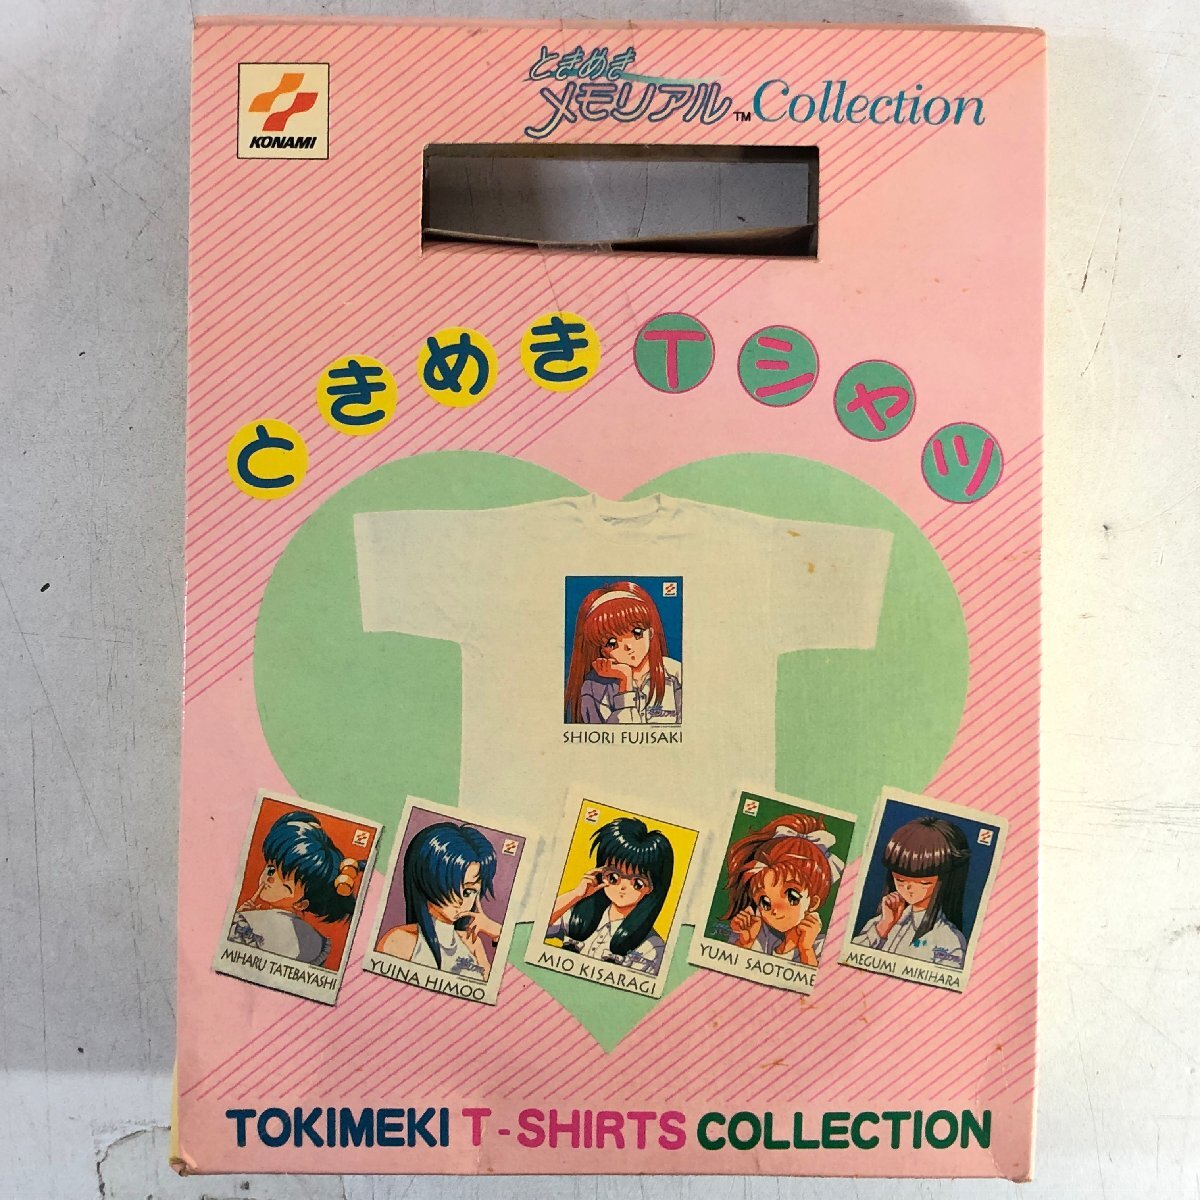 KONAMI
ときめき
メモリアル™ Collection
ときめきTシャツ
SHIORI FUJISAKI
MIHARU TATEBAYASHI
YUINA HIMOO
MIO KISARAGI
YUMI SAOTOME
MEGUMI MIKIHARA
TOKIMEKI T-SHIRTS COLLECTION